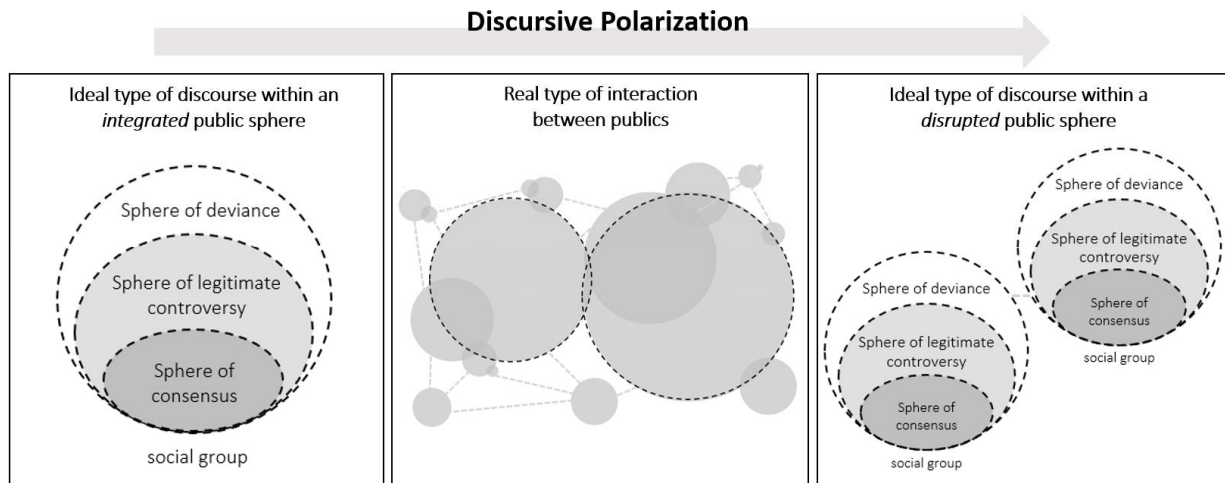 Discursive Polarization
Ideal type of discourse within an
integrated public sphere
Sphere of deviance
Sphere of legitimate
controversy
Sphere of
consensus
social group
Real type of interaction
between publics
Ideal type of discourse within a
disrupted public sphere
Sphere of deviance
Sphere of legitimate
controversy
Sphere of
consensus
social group
Sphere of deviance
Sphere of legitimate
controversy
Sphere of
consensus
social group